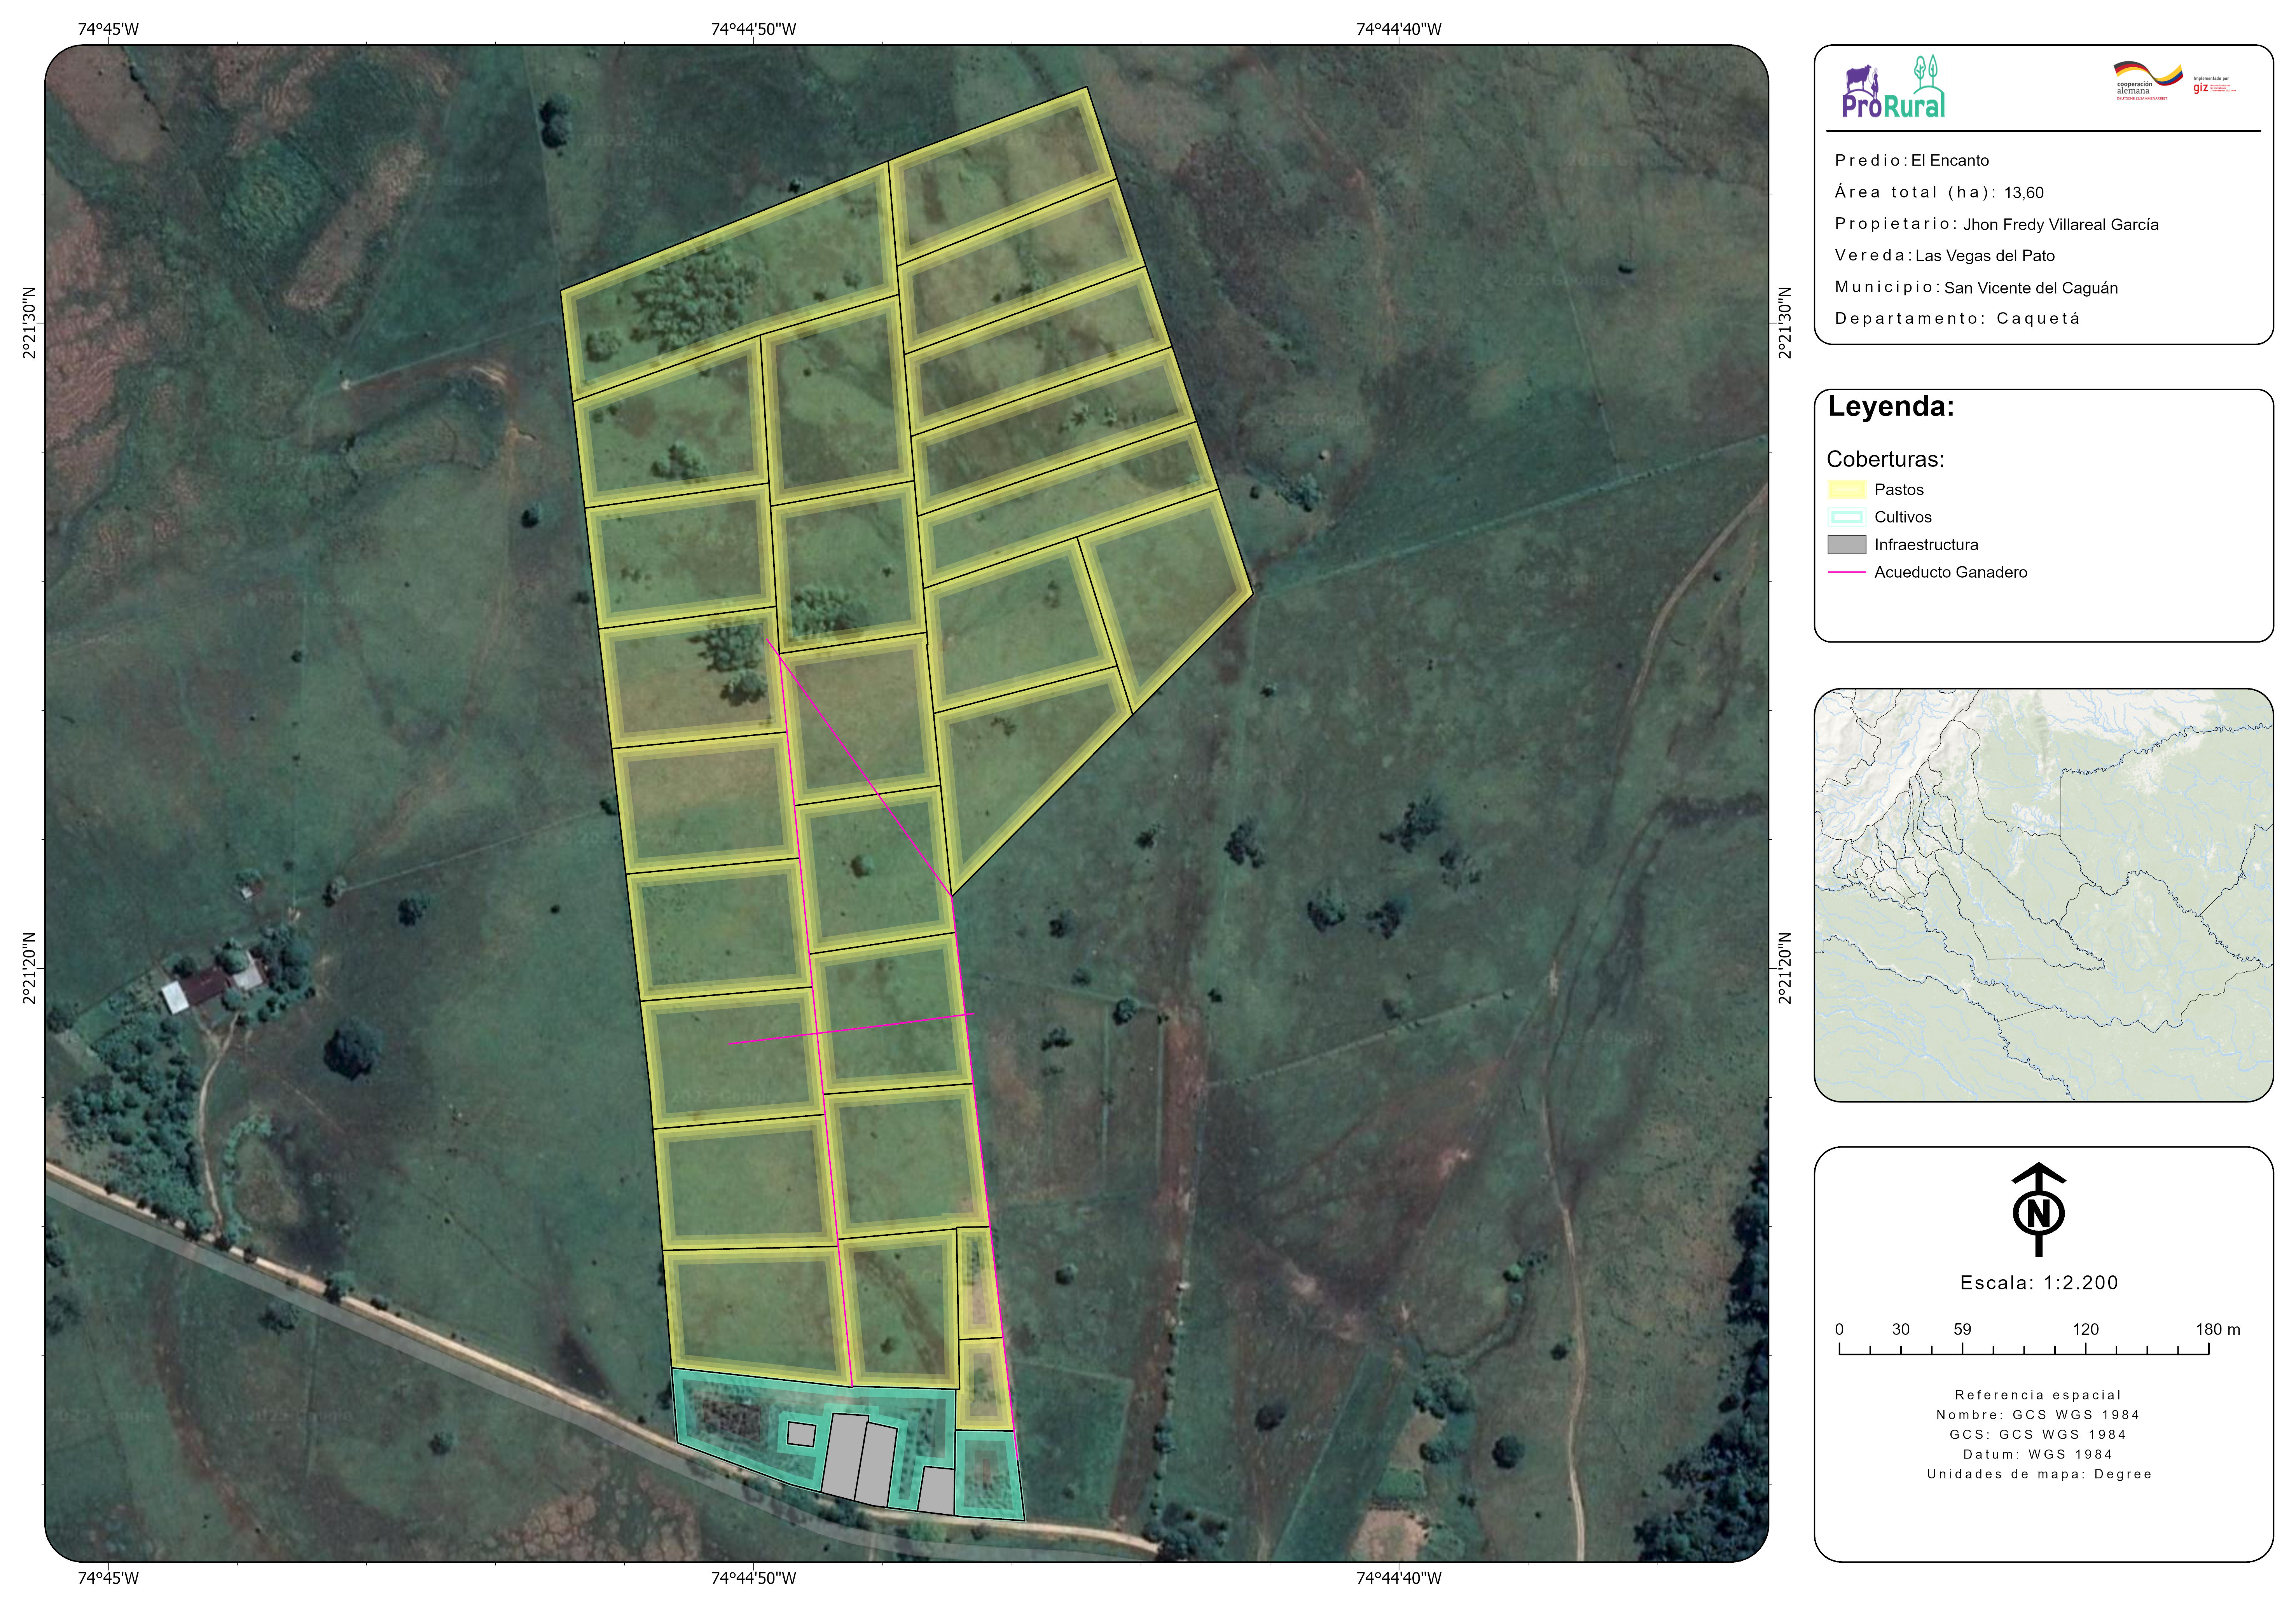 74°45'W
74°44'50"W
74°44'40"W
2°21'30"N
2°21'20"N
2°21'30"N
2°21'20"N
74°45'W
74°44'50"W
74°44'40"W
ProRural
cooperación
alemana
DEUTSCHE ZUSAMMENARBEIT
Implementada por
giz
Predio: El Encanto
Área total (ha): 13,60
Propietario: Jhon Fredy Villareal García
Vereda: Las Vegas del Pato
Municipio: San Vicente del Caguán
Departamento: Caquetá
Leyenda:
Coberturas:
Pastos
Cultivos
Infraestructura
Acueducto Ganadero
N
Escala: 1:2.200
0 30 59 120 180 m
Referencia espacial
Nombre: GCS WGS 1984
GCS: GCS WGS 1984
Datum: WGS 1984
Unidades de mapa: Degree